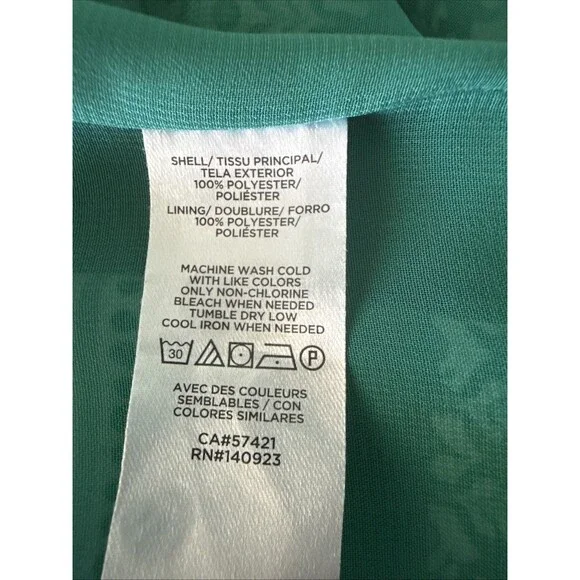 SHELL/ TISSU PRINCIPAL/
TELA EXTERIOR
100% POLYESTER/
POLIÉSTER
LINING/ DOUBLURE/ FORRO
100% POLYESTER/
POLIÉSTER
MACHINE WASH COLD
WITH LIKE COLORS
ONLY NON-CHLORINE
BLEACH WHEN NEEDED
TUMBLE DRY LOW
COOL IRON WHEN NEEDED
30 P
AVEC DES COULEURS
SEMBLABLES / CON
COLORES SIMILARES
CA#57421
RN#140923